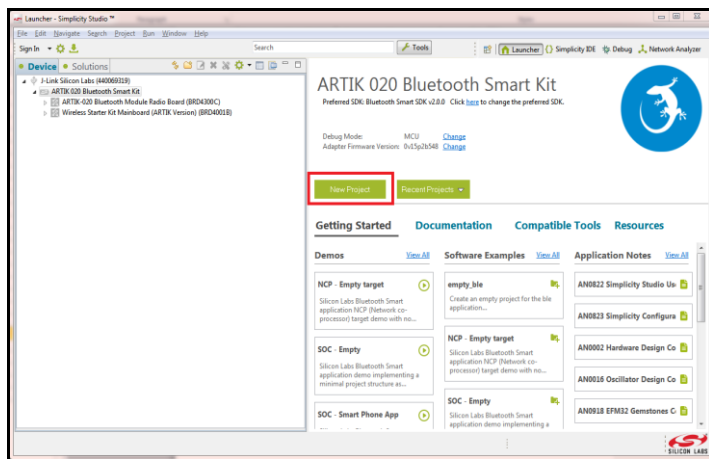 Launcher - Simplicity Studio ™
File Edit Navigate Search Project Run Window Help
Sign In
Search
Tools
Launcher
{} Simplicity IDE
Debug
Network Analyzer
Device
Solutions
J-Link Silicon Labs (440069319)
ARTIK 020 Bluetooth Smart Kit
ARTIK-020 Bluetooth Module Radio Board (BRD4300C)
Wireless Starter Kit Mainboard (ARTIK Version) (BRD4001B)
ARTIK 020 Bluetooth Smart Kit
Preferred SDK: Bluetooth Smart SDK v2.0.0 Click here to change the preferred SDK.
Debug Mode: MCU Change
Adapter Firmware Version: 0v15p2b548 Change
New Project
Recent Projects
Getting Started Documentation Compatible Tools Resources
Demos View All
NCP - Empty target
Silicon Labs Bluetooth Smart
application NCP (Network co-
processor) target demo with no...
SOC - Empty
Silicon Labs Bluetooth Smart
application demo implementing a
minimal project structure as...
SOC - Smart Phone App
Software Examples View All
empty_ble
Create an empty project for the ble
application...
NCP - Empty target
Silicon Labs Bluetooth Smart
application NCP (Network co-
processor) target demo with no...
SOC - Empty
Silicon Labs Bluetooth Smart
application demo implementing a
Application Notes View All
AN0822 Simplicity Studio Us
AN0823 Simplicity Configura
AN0002 Hardware Design Co
AN0016 Oscillator Design Co
AN0918 EFM32 Gemstones C
SILICON LABS